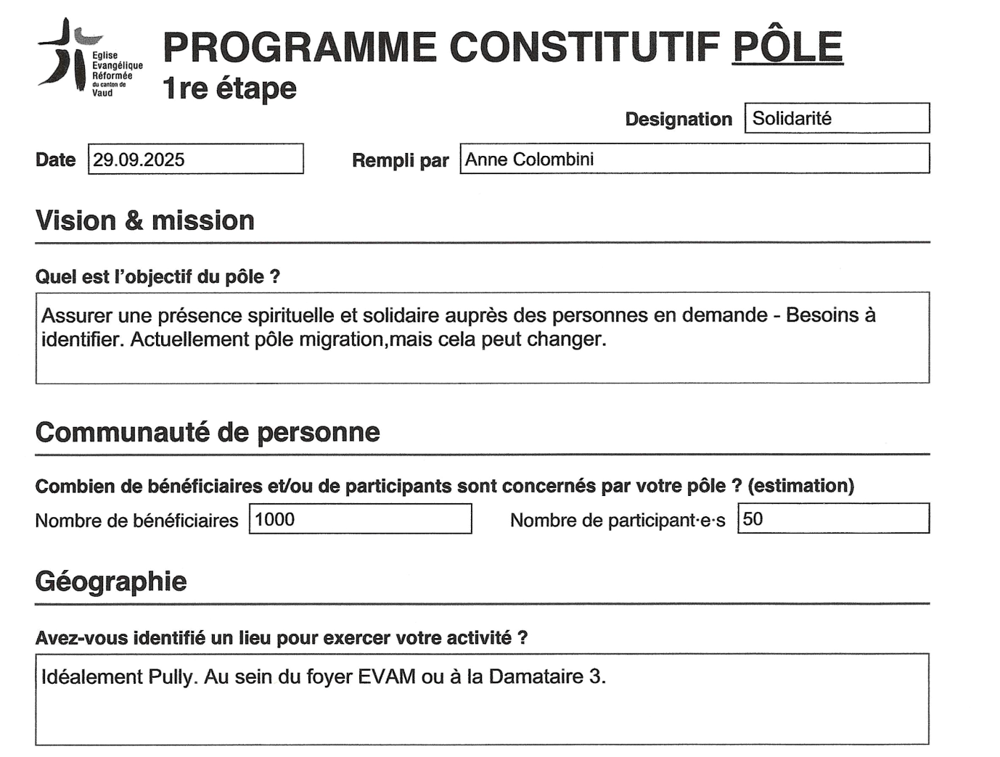 Eglise
Evangélique
Réformée
du canton de
Vaud
PROGRAMME CONSTITUTIF PÔLE
1re étape
Designation Solidarité
Date 29.09.2025 Rempli par Anne Colombini
Vision & mission
Quel est l'objectif du pôle ?
Assurer une présence spirituelle et solidaire auprès des personnes en demande - Besoins à
identifier. Actuellement pôle migration,mais cela peut changer.
Communauté de personne
Combien de bénéficiaires et/ou de participants sont concernés par votre pôle ? (estimation)
Nombre de bénéficiaires 1000 Nombre de participant·e·s 50
Géographie
Avez-vous identifié un lieu pour exercer votre activité ?
Idéalement Pully. Au sein du foyer EVAM ou à la Damataire 3.